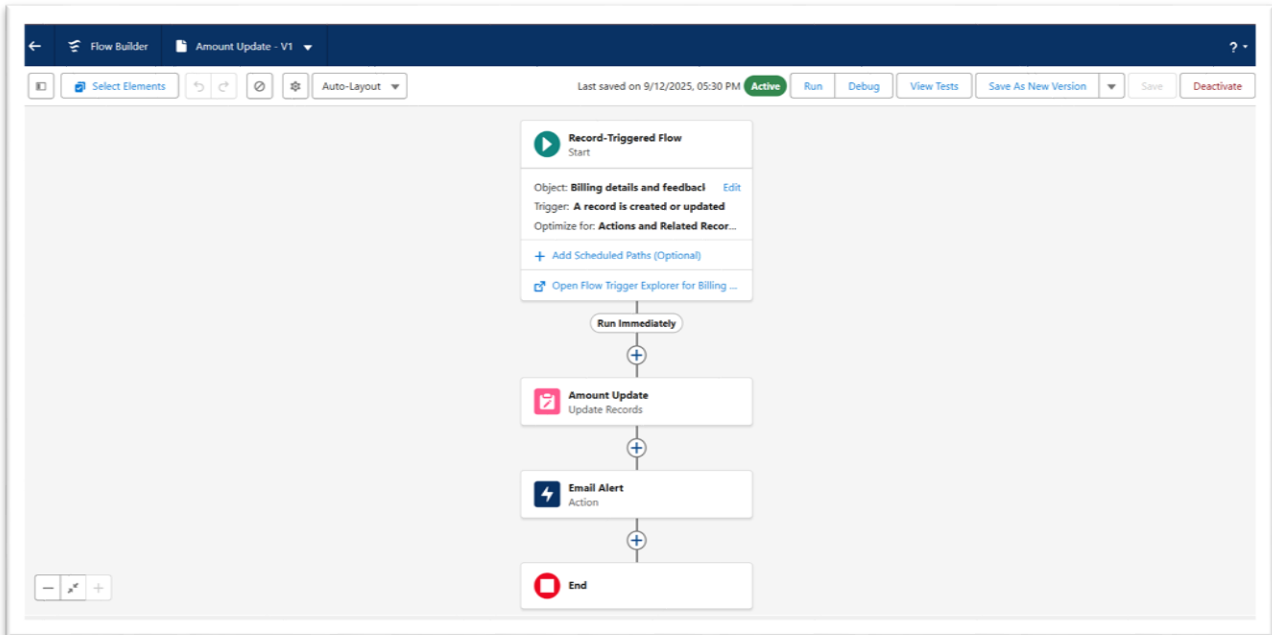 Flow Builder
Amount Update - V1
?
Select Elements
Auto-Layout
Last saved on 9/12/2025, 05:30 PM
Active
Run
Debug
View Tests
Save As New Version
Save
Deactivate
Record-Triggered Flow
Start
Object: Billing details and feedback
Edit
Trigger: A record is created or updated
Optimize for: Actions and Related Recor...
+ Add Scheduled Paths (Optional)
Open Flow Trigger Explorer for Billing ...
Run Immediately
Amount Update
Update Records
Email Alert
Action
End